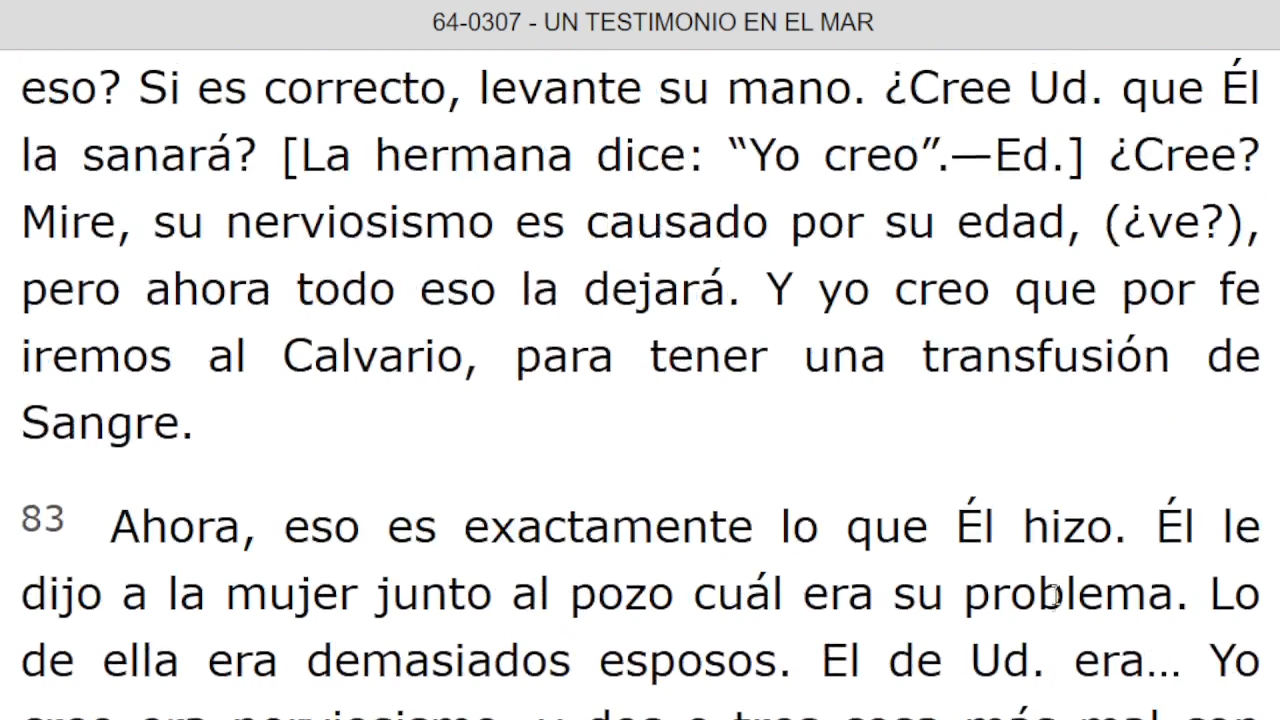 64-0307 - UN TESTIMONIO EN EL MAR
eso? Si es correcto, levante su mano. ¿Cree Ud. que Él
la sanará? [La hermana dice: “Yo creo”.—Ed.] ¿Cree?
Mire, su nerviosismo es causado por su edad, (¿ve?),
pero ahora todo eso la dejará. Y yo creo que por fe
iremos al Calvario, para tener una transfusión de
Sangre.
83 Ahora, eso es exactamente lo que Él hizo. Él le
dijo a la mujer junto al pozo cuál era su problema. Lo
de ella era demasiados esposos. El de Ud. era... Yo